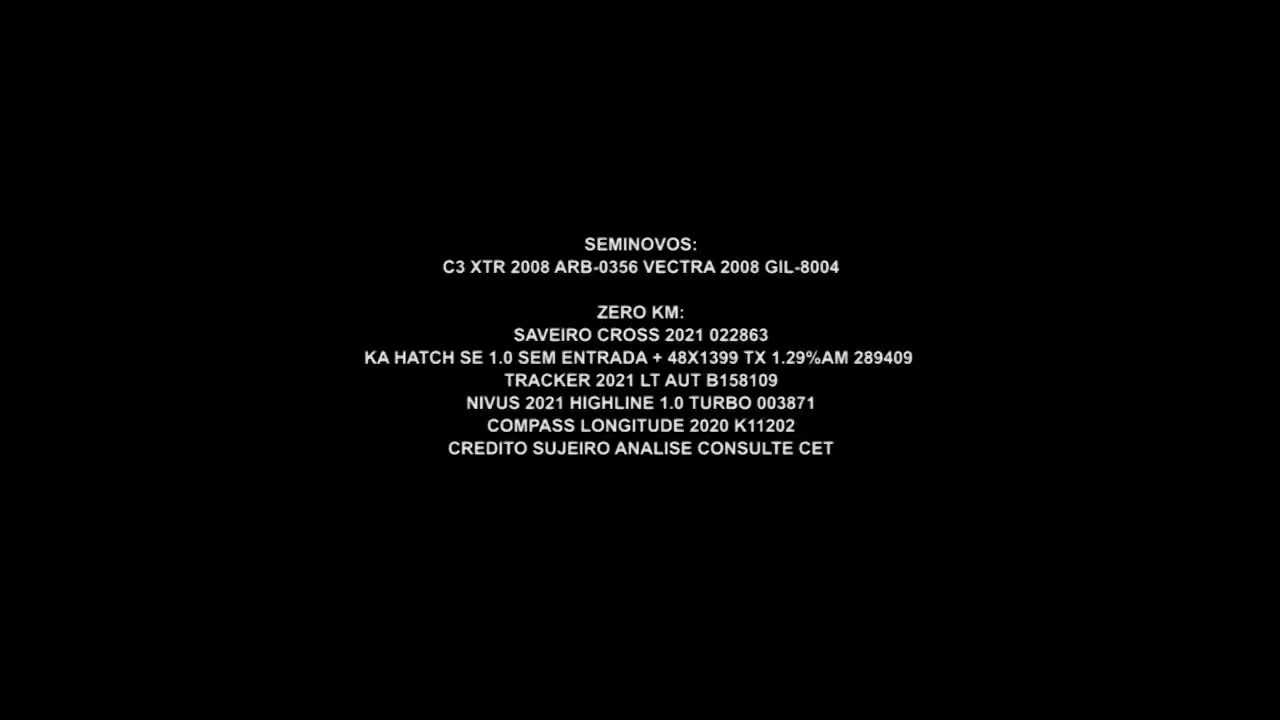 SEMINOVOS:
C3 XTR 2008 ARB-0356 VECTRA 2008 GIL-8004
ZERO KM:
SAVEIRO CROSS 2021 022863
KA HATCH SE 1.0 SEM ENTRADA + 48X1399 TX 1.29%AM 289409
TRACKER 2021 LT AUT B158109
NIVUS 2021 HIGHLINE 1.0 TURBO 003871
COMPASS LONGITUDE 2020 K11202
CREDITO SUJEIRO ANALISE CONSULTE CET